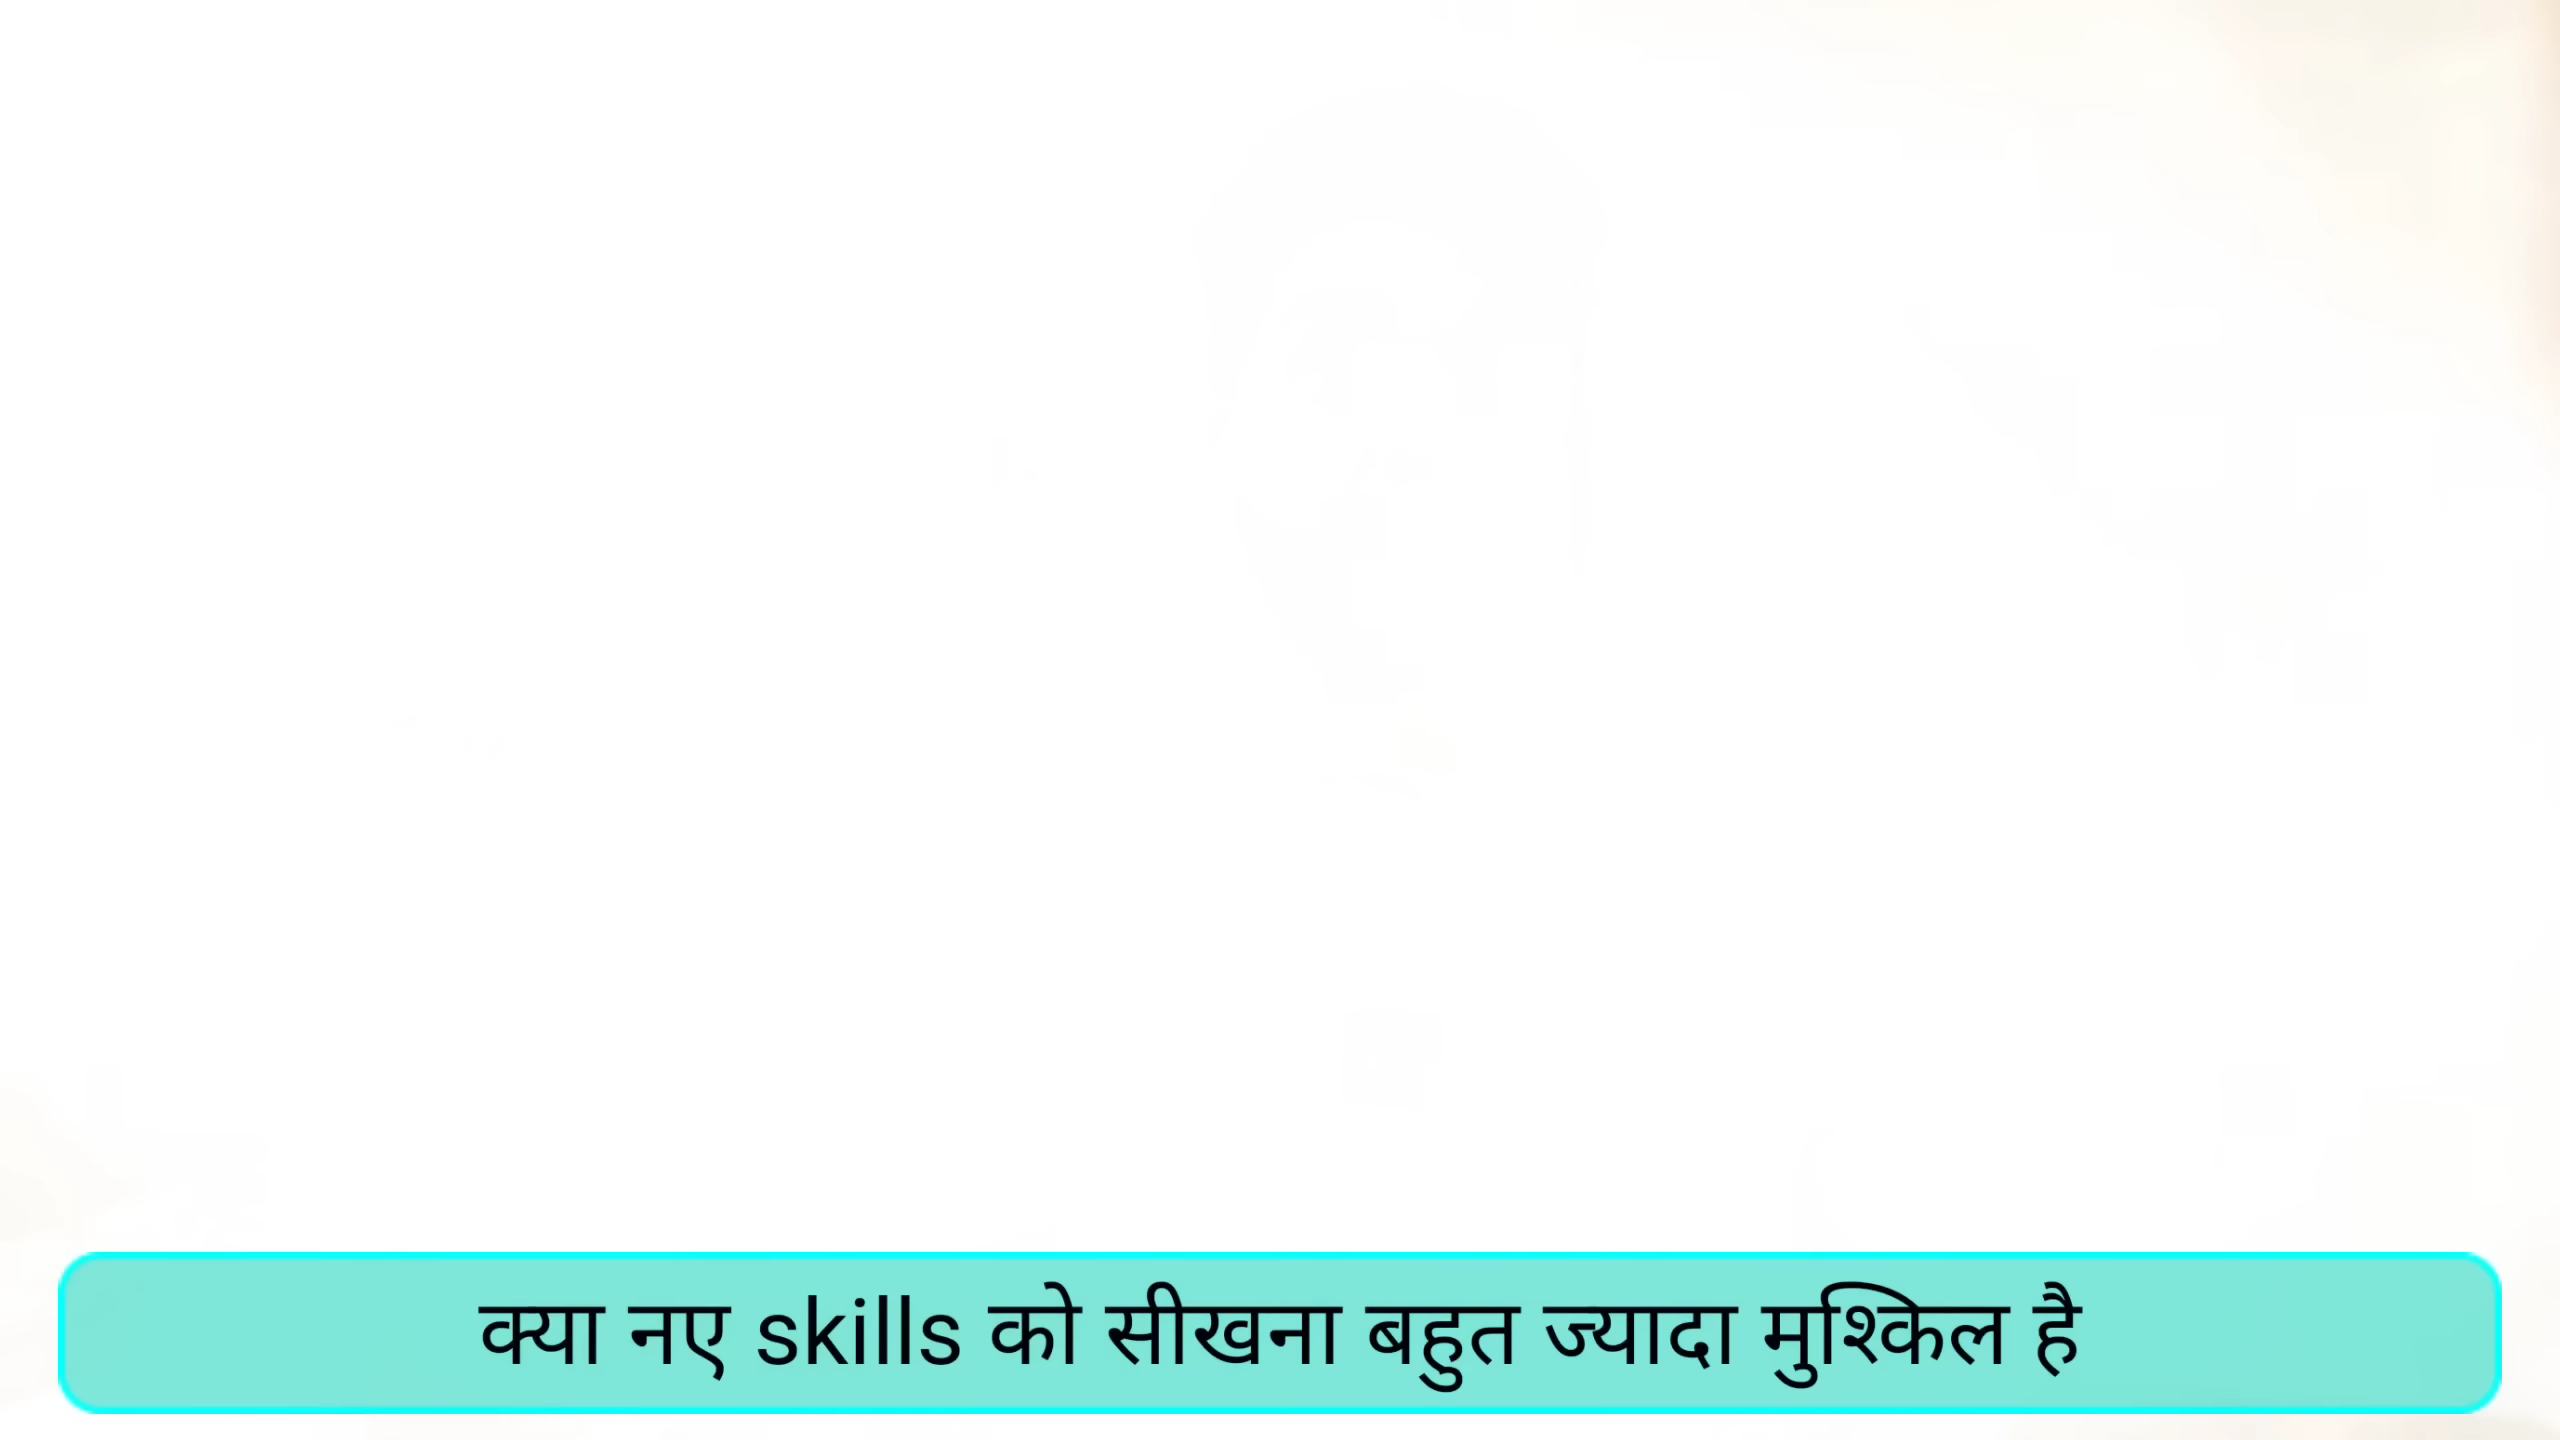 क्या नए skills को सीखना बहुत ज्यादा मुश्किल है